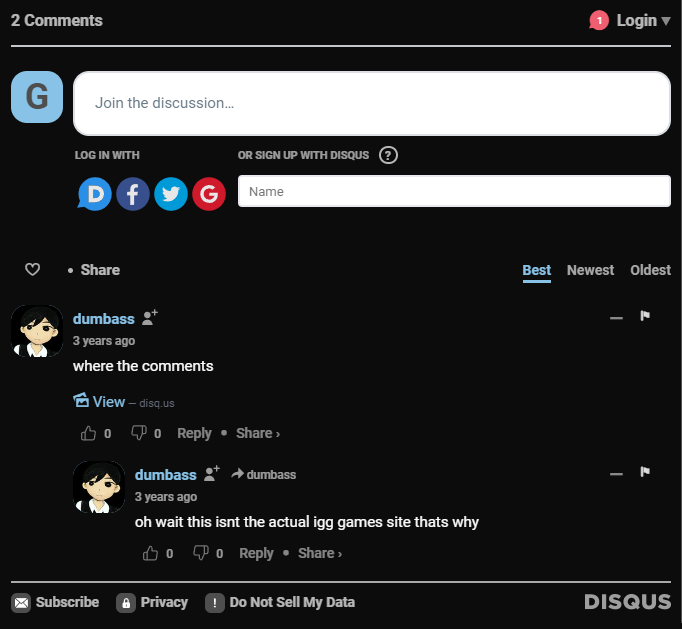 2 Comments 1 Login
G Join the discussion…
LOG IN WITH OR SIGN UP WITH DISQUS ?
D f G Name
• Share Best Newest Oldest
dumbass
3 years ago
where the comments
View – disq.us
0 0 Reply • Share ›
dumbass dumbass
3 years ago
oh wait this isnt the actual igg games site thats why
0 0 Reply • Share ›
Subscribe Privacy ! Do Not Sell My Data DISQUS